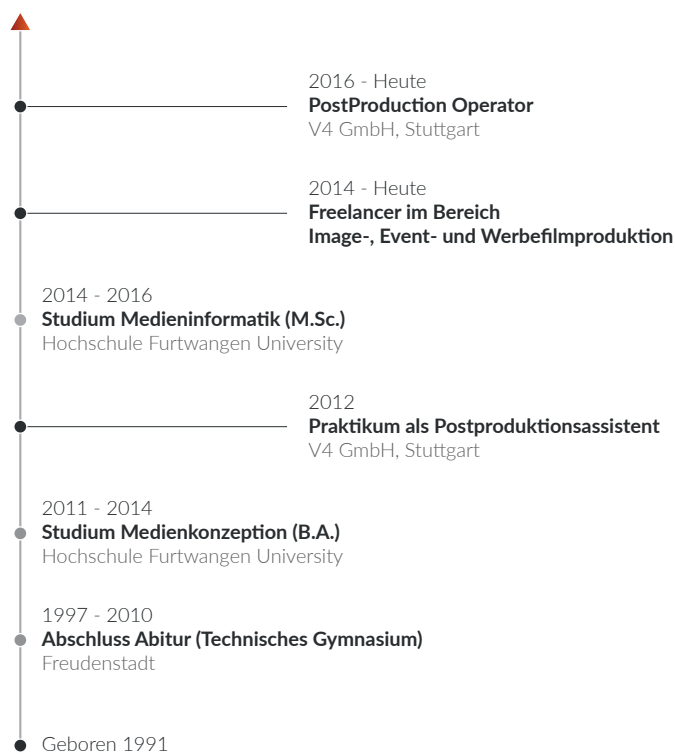 2016 - Heute
PostProduction Operator
V4 GmbH, Stuttgart
2014 - Heute
Freelancer im Bereich
Image-, Event- und Werbefilmproduktion
2014 - 2016
Studium Medieninformatik (M.Sc.)
Hochschule Furtwangen University
2012
Praktikum als Postproduktionsassistent
V4 GmbH, Stuttgart
2011 - 2014
Studium Medienkonzeption (B.A.)
Hochschule Furtwangen University
1997 - 2010
Abschluss Abitur (Technisches Gymnasium)
Freudenstadt
Geboren 1991